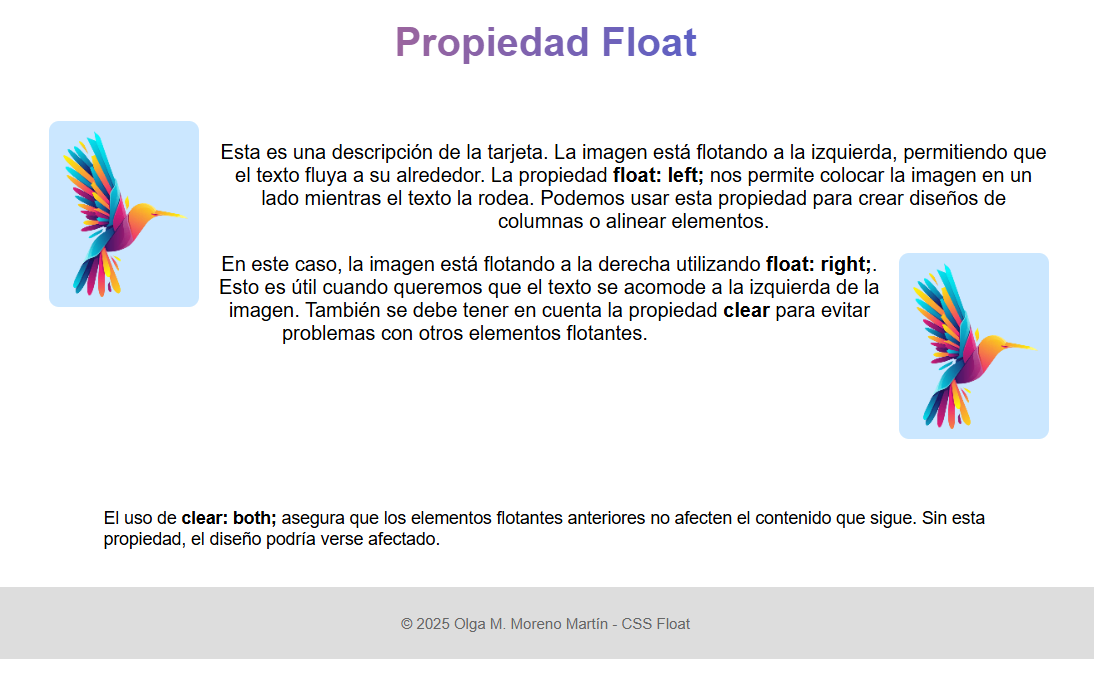 Propiedad Float
Esta es una descripción de la tarjeta. La imagen está flotando a la izquierda, permitiendo que
el texto fluya a su alrededor. La propiedad float: left; nos permite colocar la imagen en un
lado mientras el texto la rodea. Podemos usar esta propiedad para crear diseños de
columnas o alinear elementos.
En este caso, la imagen está flotando a la derecha utilizando float: right;.
Esto es útil cuando queremos que el texto se acomode a la izquierda de la
imagen. También se debe tener en cuenta la propiedad clear para evitar
problemas con otros elementos flotantes.
El uso de clear: both; asegura que los elementos flotantes anteriores no afecten el contenido que sigue. Sin esta
propiedad, el diseño podría verse afectado.
© 2025 Olga M. Moreno Martín - CSS Float